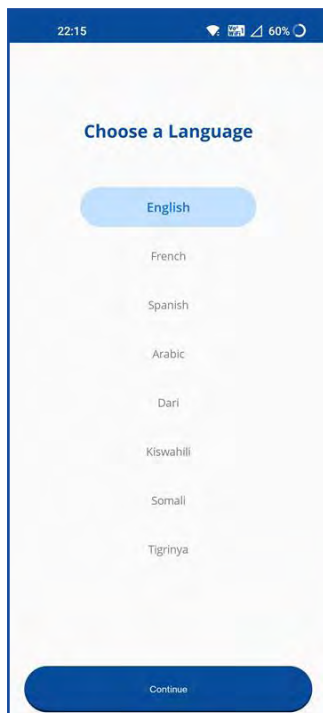 22:15
60%
Choose a Language
English
French
Spanish
Arabic
Dari
Kiswahili
Somali
Tigrinya
Continue